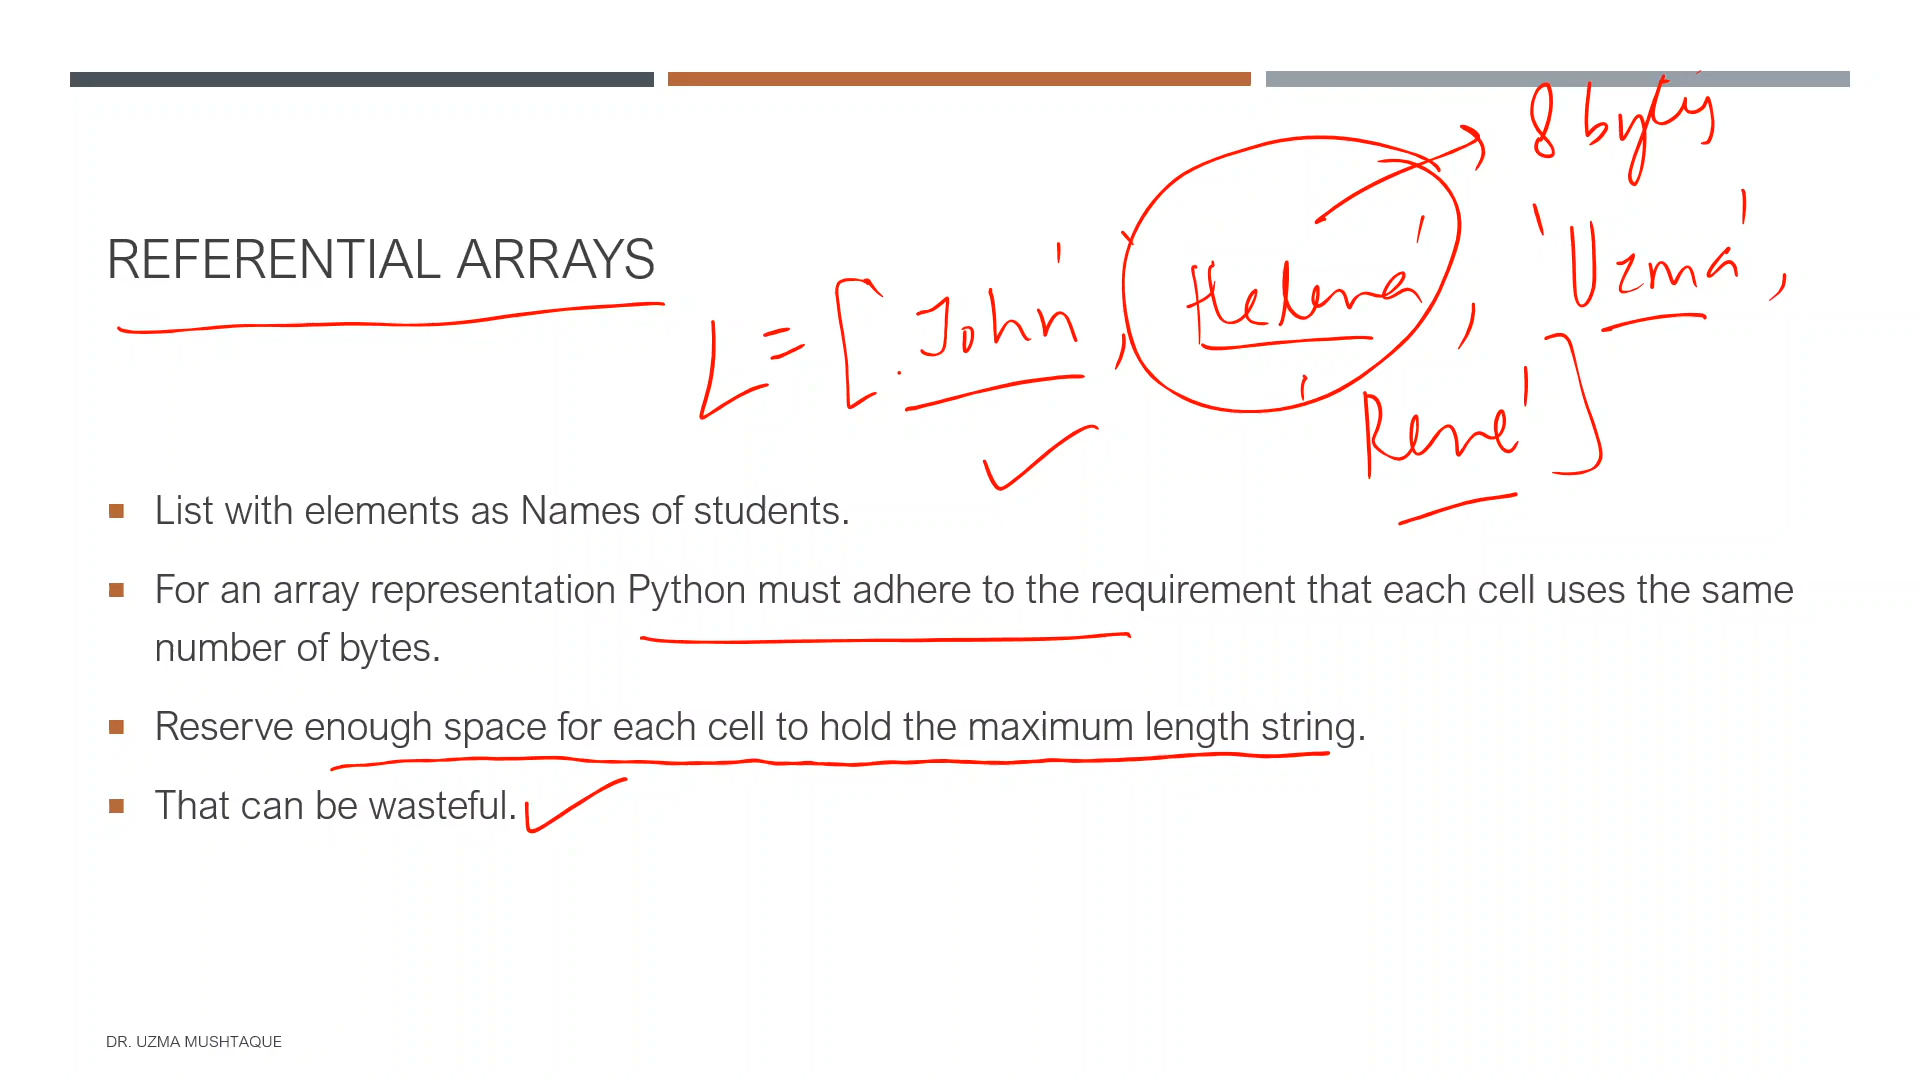 8 bytes
REFERENTIAL ARRAYS
L = ['John', 'Helena', 'Uzma',
'Rene']
List with elements as Names of students.
For an array representation Python must adhere to the requirement that each cell uses the same
number of bytes.
Reserve enough space for each cell to hold the maximum length string.
That can be wasteful.
DR. UZMA MUSHTAQUE